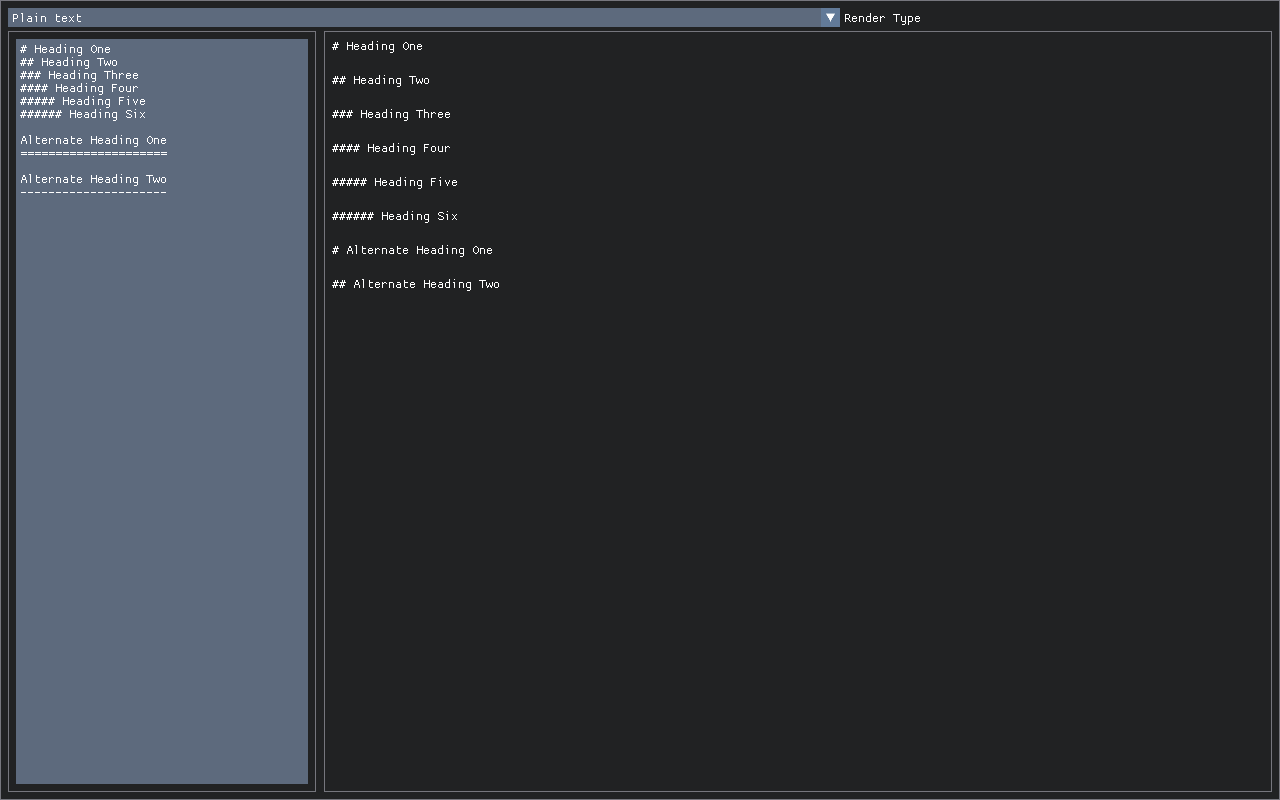 Plain text
Render Type
# Heading One
## Heading Two
### Heading Three
#### Heading Four
##### Heading Five
###### Heading Six
Alternate Heading One
=====================
Alternate Heading Two
---------------------
# Heading One
## Heading Two
### Heading Three
#### Heading Four
##### Heading Five
###### Heading Six
# Alternate Heading One
## Alternate Heading Two